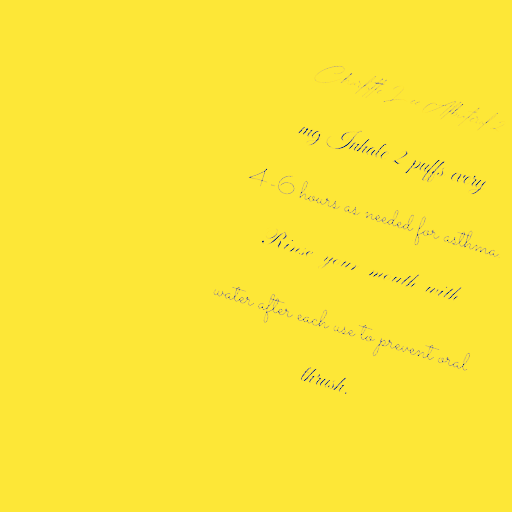 mg Inhale 2 puffs every
4-6 hours as needed for asthma
Rinse your mouth with
water after each use to prevent oral
thrush.